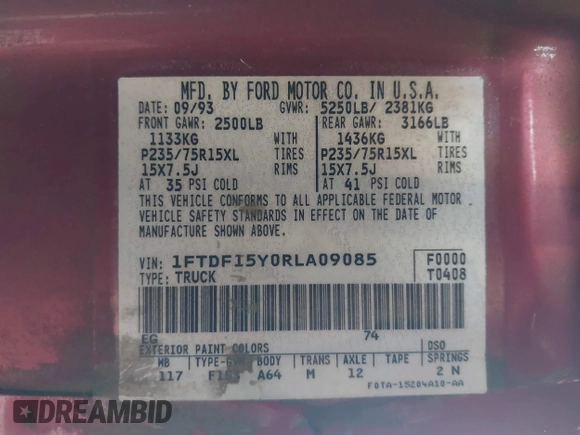 MFD. BY FORD MOTOR CO. IN U.S.A.
DATE: 09/93 GVWR: 5250LB/ 2381KG
FRONT GAWR: 2500LB REAR GAWR: 3166LB
1133KG WITH 1436KG WITH
P235/75R15XL TIRES P235/75R15XL TIRES
15X7.5J RIMS 15X7.5J RIMS
AT 35 PSI COLD AT 41 PSI COLD
THIS VEHICLE CONFORMS TO ALL APPLICABLE FEDERAL MOTOR
VEHICLE SAFETY STANDARDS IN EFFECT ON THE DATE OF
MANUFACTURE SHOWN ABOVE.
VIN: 1FTDF15Y0RLA09085 F0000
TYPE: TRUCK T0408
EG 74
EXTERIOR PAINT COLORS DSO
WB TRANS AXLE TAPE SPRINGS
117 A64 M 12 2 N
F0TA-15204A10-AA
DREAMBID